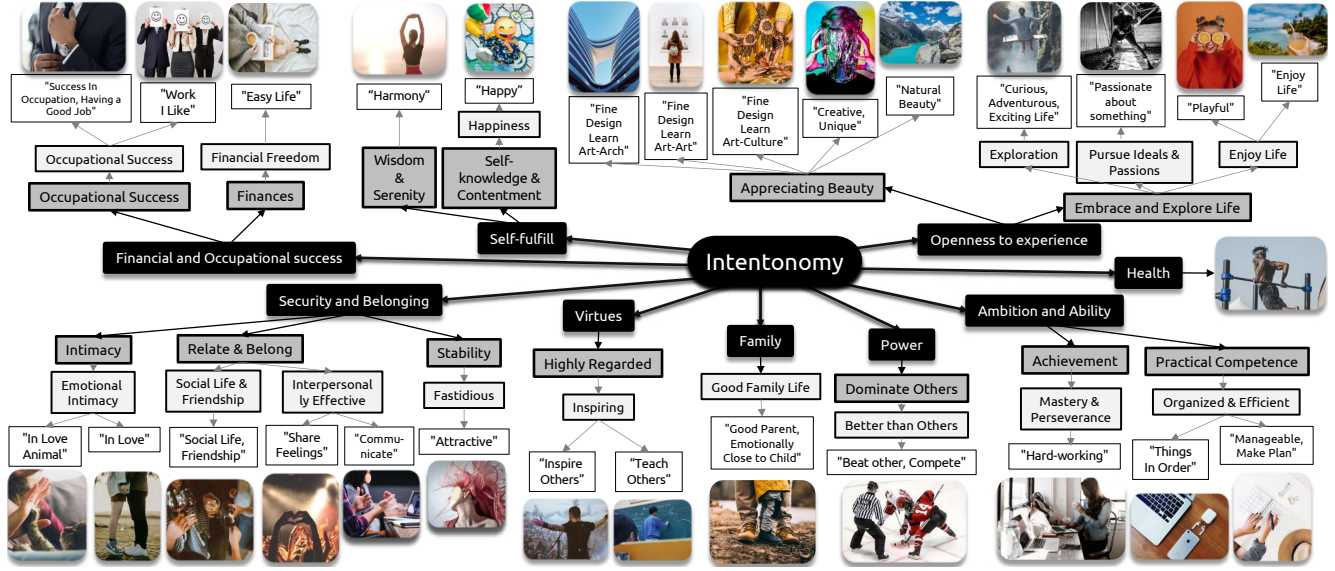 "Success In
Occupation, Having a
Good Job"
"Work
I Like"
"Easy Life"
"Harmony"
"Happy"
"Fine
Design
Learn
Art-Arch"
"Fine
Design
Learn
Art-Art"
"Fine
Design
Learn
Art-Culture"
"Creative,
Unique"
"Natural
Beauty"
"Curious,
Adventurous,
Exciting Life"
"Passionate
about
something"
"Playful"
"Enjoy
Life"
Occupational Success
Financial Freedom
Happiness
Exploration
Pursue Ideals &
Passions
Enjoy Life
Occupational Success
Finances
Wisdom
&
Serenity
Self-
knowledge &
Contentment
Appreciating Beauty
Embrace and Explore Life
Financial and Occupational success
Self-fulfill
Intentonomy
Openness to experience
Health
Security and Belonging
Virtues
Family
Power
Ambition and Ability
Intimacy
Relate & Belong
Stability
Highly Regarded
Dominate Others
Achievement
Practical Competence
Emotional
Intimacy
Social Life &
Friendship
Interpersonal
ly Effective
Fastidious
Inspiring
Good Family Life
Better than Others
Mastery &
Perseverance
Organized & Efficient
"In Love
Animal"
"In Love"
"Social Life,
Friendship"
"Share
Feelings"
"Commu-
nicate"
"Attractive"
"Inspire
Others"
"Teach
Others"
"Good Parent,
Emotionally
Close to Child"
"Beat other, Compete"
"Hard-working"
"Things
In Order"
"Manageable,
Make Plan"